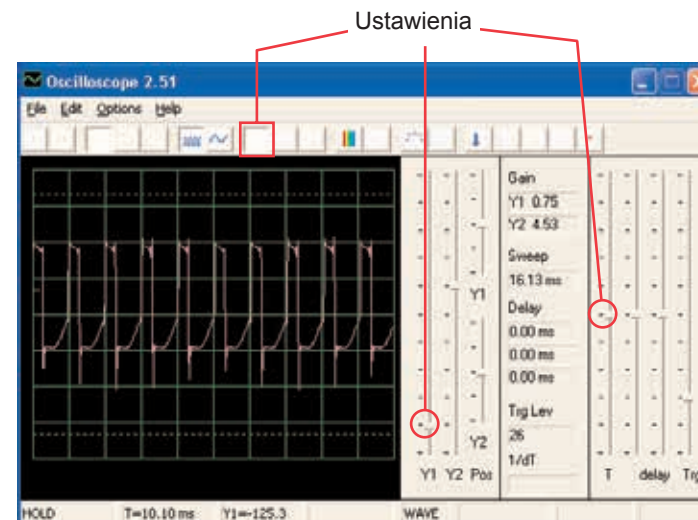 Ustawienia
Oscilloscope 2.51
File Edit Options Help
Gain
Y1 0.75
Y2 4.53
Sweep
16.13 ms
Delay
0.00 ms
0.00 ms
0.00 ms
Trg Lev
26
1/dT
Y1
Y2
Y1 Y2 Pos
T delay Trg
HOLD T=10.10 ms Y1=-125.3 WAVE